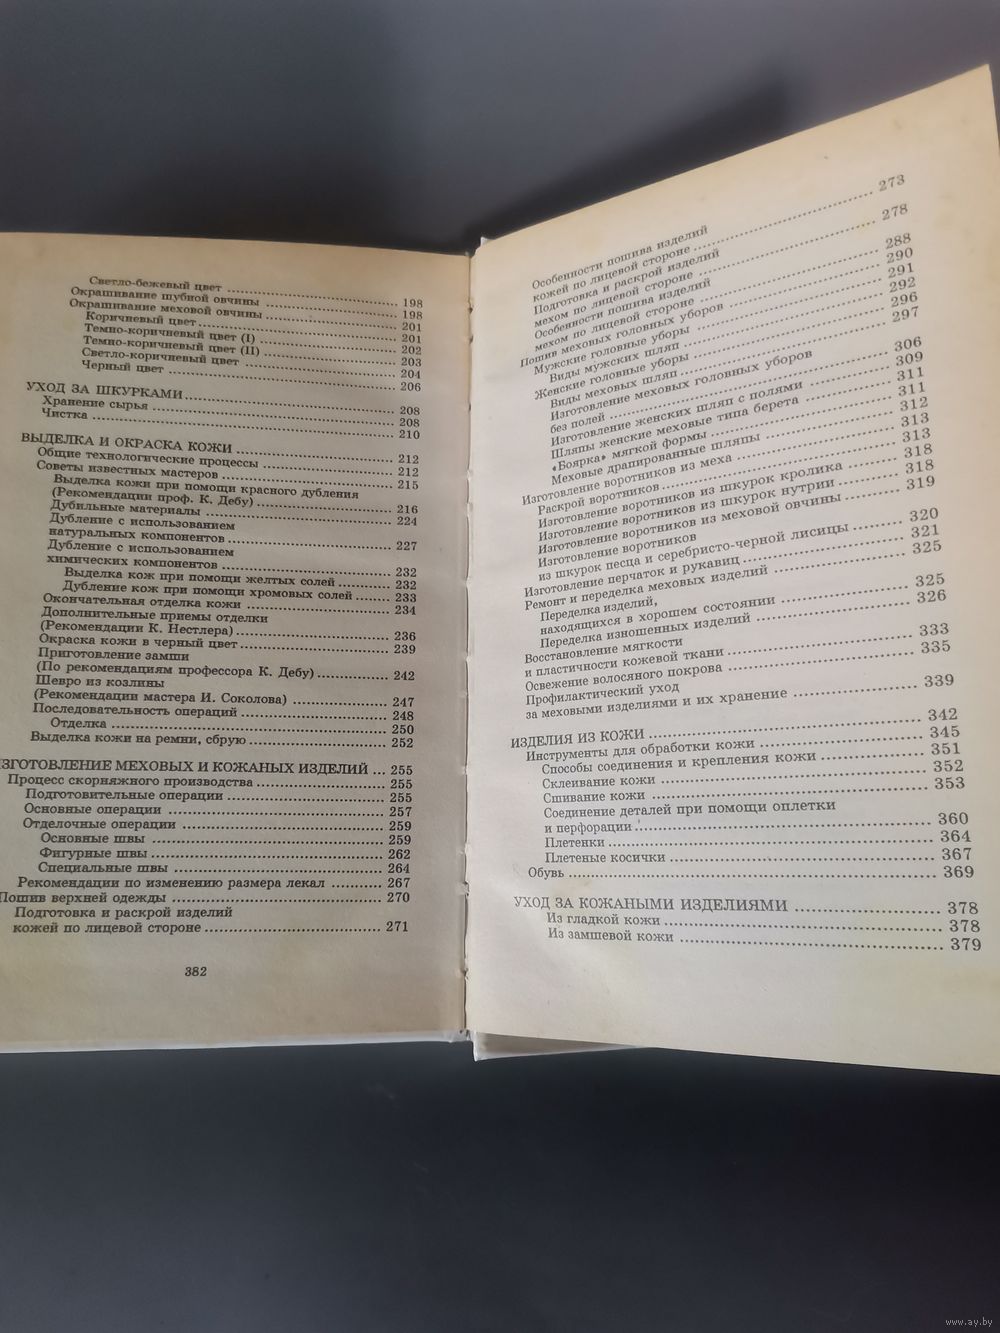 Светло-бежевый цвет ... 198
Окрашивание шубной овчины ... 198
Окрашивание меховой овчины ... 201
Коричневый цвет ... 201
Темно-коричневый цвет (I) ... 202
Темно-коричневый цвет (II) ... 203
Светло-коричневый цвет ... 204
Черный цвет ... 206
УХОД ЗА ШКУРКАМИ ... 208
Хранение сырья ... 208
Чистка ... 210
ВЫДЕЛКА И ОКРАСКА КОЖИ ... 212
Общие технологические процессы ... 212
Советы известных мастеров ... 215
Выделка кожи при помощи красного дубления
(Рекомендации проф. К. Дебу) ... 216
Дубильные материалы ... 224
Дубление с использованием
натуральных компонентов ... 227
Дубление с использованием
химических компонентов ... 232
Выделка кож при помощи желтых солей ... 232
Дубление кож при помощи хромовых солей ... 233
Окончательная отделка кожи ... 234
Дополнительные приемы отделки
(Рекомендации К. Нестлера) ... 236
Окраска кожи в черный цвет ... 239
Приготовление замши
(По рекомендациям профессора К. Дебу) ... 242
Шевро из козлины
(Рекомендации мастера И. Соколова) ... 247
Последовательность операций ... 248
Отделка ... 250
Выделка кожи на ремни, сбрую ... 252
ЗГОТОВЛЕНИЕ МЕХОВЫХ И КОЖАНЫХ ИЗДЕЛИЙ ... 255
Процесс скорняжного производства ... 255
Подготовительные операции ... 255
Основные операции ... 257
Отделочные операции ... 259
Основные швы ... 259
Фигурные швы ... 262
Специальные швы ... 264
Рекомендации по изменению размера лекал ... 267
Пошив верхней одежды ... 270
Подготовка и раскрой изделий
кожей по лицевой стороне ... 271
382
Особенности пошива изделий
кожей по лицевой стороне ... 273
Подготовка и раскрой изделий
мехом по лицевой стороне ... 278
Особенности пошива изделий
мехом по лицевой стороне ... 288
Пошив меховых головных уборов ... 290
Мужские головные уборы ... 291
Виды мужских шляп ... 292
Женские головные уборы ... 296
Виды меховых шляп ... 297
Изготовление меховых головных уборов
без полей ... 306
Изготовление женских шляп с полями ... 309
Шляпы женские меховые типа берета ... 311
«Боярка» мягкой формы ... 311
Меховые драпированные шляпы ... 312
Изготовление воротников из меха ... 313
Раскрой воротников ... 313
Изготовление воротников из шкурок кролика ... 318
Изготовление воротников из шкурок нутрии ... 318
Изготовление воротников из меховой овчины ... 319
Изготовление воротников
из шкурок песца и серебристо-черной лисицы ... 320
Изготовление перчаток и рукавиц ... 321
Ремонт и переделка меховых изделий ... 325
Переделка изделий,
находящихся в хорошем состоянии ... 325
Переделка изношенных изделий ... 326
Восстановление мягкости
и пластичности кожевой ткани ... 333
Освежение волосяного покрова ... 335
Профилактический уход
за меховыми изделиями и их хранение ... 339
ИЗДЕЛИЯ ИЗ КОЖИ ... 342
Инструменты для обработки кожи ... 345
Способы соединения и крепления кожи ... 351
Склеивание кожи ... 352
Сшивание кожи ... 353
Соединение деталей при помощи оплетки
и перфорации ... 360
Плетенки ... 364
Плетеные косички ... 367
Обувь ... 369
УХОД ЗА КОЖАНЫМИ ИЗДЕЛИЯМИ ... 378
Из гладкой кожи ... 378
Из замшевой кожи ... 379
www.ay.by